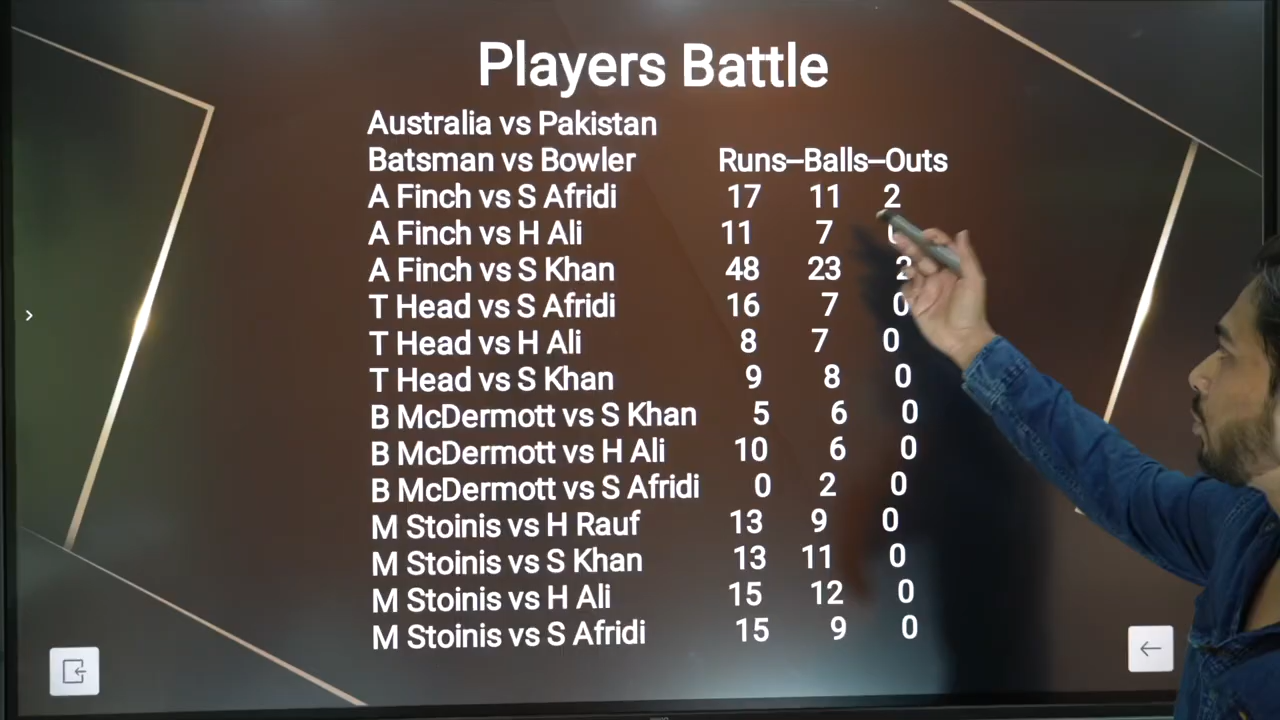 Players Battle
Australia vs Pakistan
Batsman vs Bowler Runs–Balls–Outs
A Finch vs S Afridi 17 11 2
A Finch vs H Ali 11 7
A Finch vs S Khan 48 23 2
T Head vs S Afridi 16 7 0
T Head vs H Ali 8 7 0
T Head vs S Khan 9 8 0
B McDermott vs S Khan 5 6 0
B McDermott vs H Ali 10 6 0
B McDermott vs S Afridi 0 2 0
M Stoinis vs H Rauf 13 9 0
M Stoinis vs S Khan 13 11 0
M Stoinis vs H Ali 15 12 0
M Stoinis vs S Afridi 15 9 0